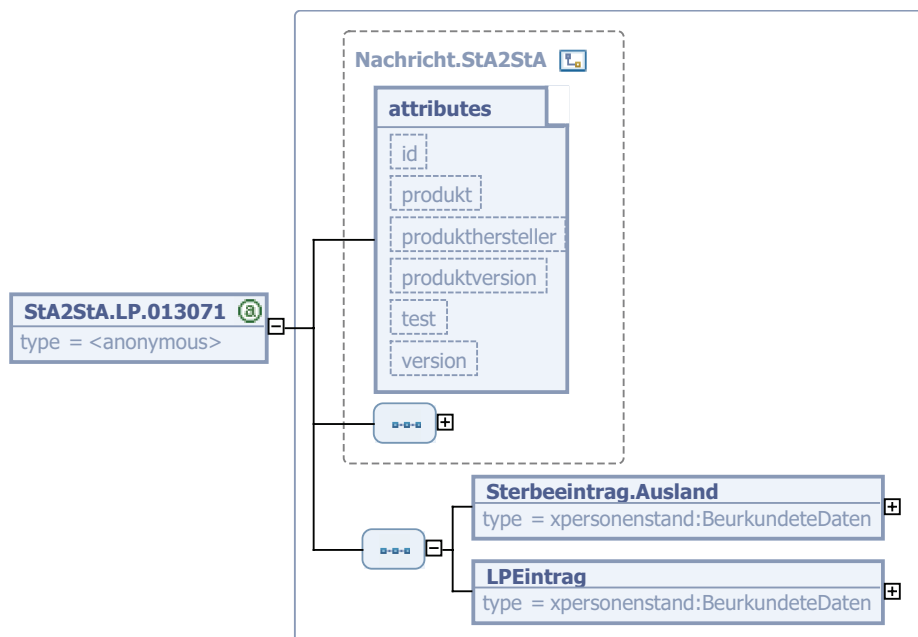 Nachricht.StA2StA
attributes
id
produkt
produkthersteller
produktversion
test
version
StA2StA.LP.013071 @
type = <anonymous>
Sterbeeintrag.Ausland
type = xpersonenstand:BeurkundeteDaten
LPEintrag
type = xpersonenstand:BeurkundeteDaten